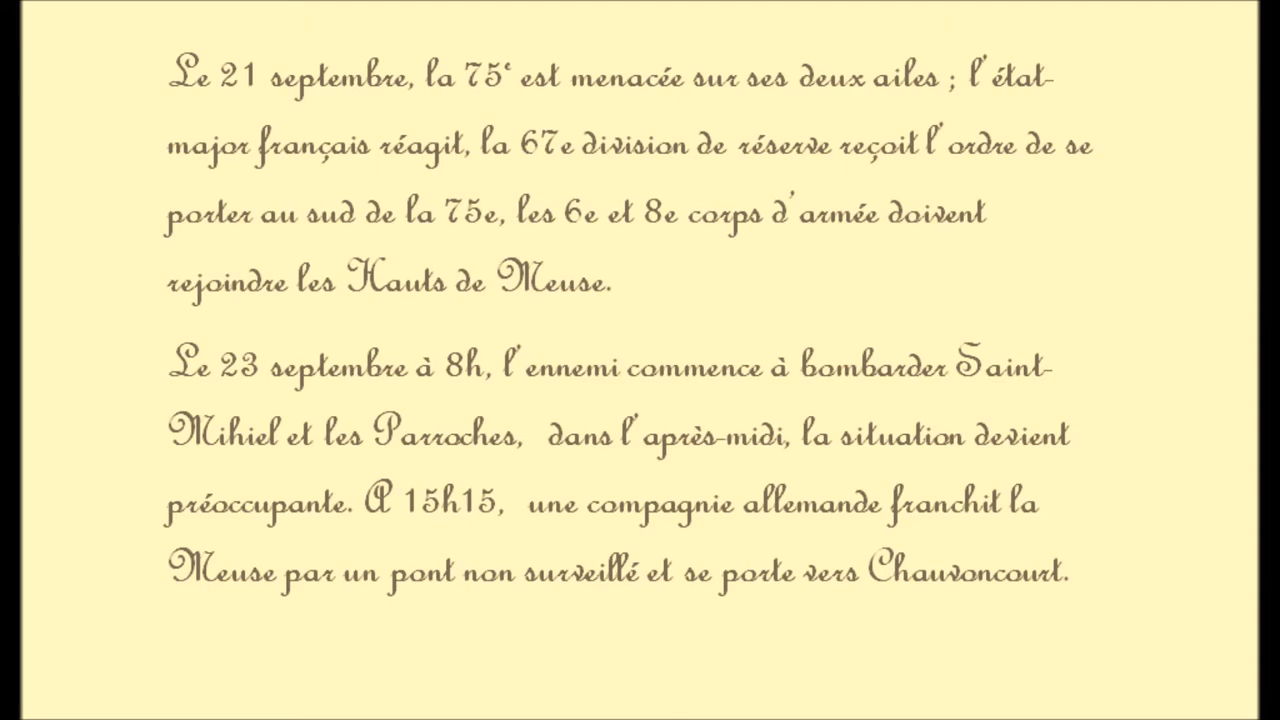 Le 21 septembre, la 75ᵉ est menacée sur ses deux ailes ; l'état-
major français réagit, la 67e division de réserve reçoit l'ordre de se
porter au sud de la 75e, les 6e et 8e corps d'armée doivent
rejoindre les Hauts de Meuse.
Le 23 septembre à 8h, l'ennemi commence à bombarder Saint-
Mihiel et les Parroches, dans l'après-midi, la situation devient
préoccupante. A 15h15, une compagnie allemande franchit la
Meuse par un pont non surveillé et se porte vers Chauvoncourt.